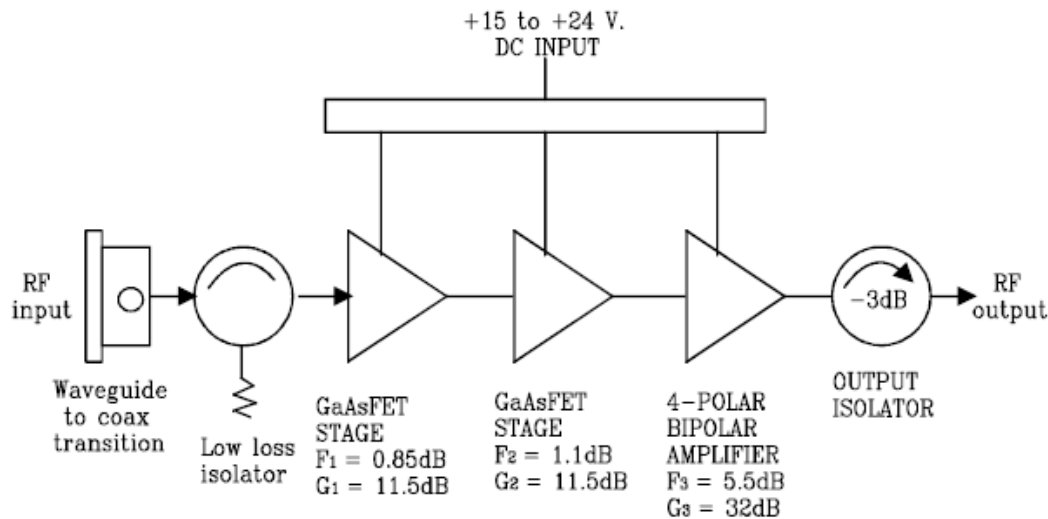 +15 to +24 V.
DC INPUT
RF
input
Waveguide
to coax
transition
Low loss
isolator
GaAsFET
STAGE
F₁ = 0.85dB
G₁ = 11.5dB
GaAsFET
STAGE
F₂ = 1.1dB
G₂ = 11.5dB
4-POLAR
BIPOLAR
AMPLIFIER
F₃ = 5.5dB
G₃ = 32dB
-3dB
OUTPUT
ISOLATOR
RF
output